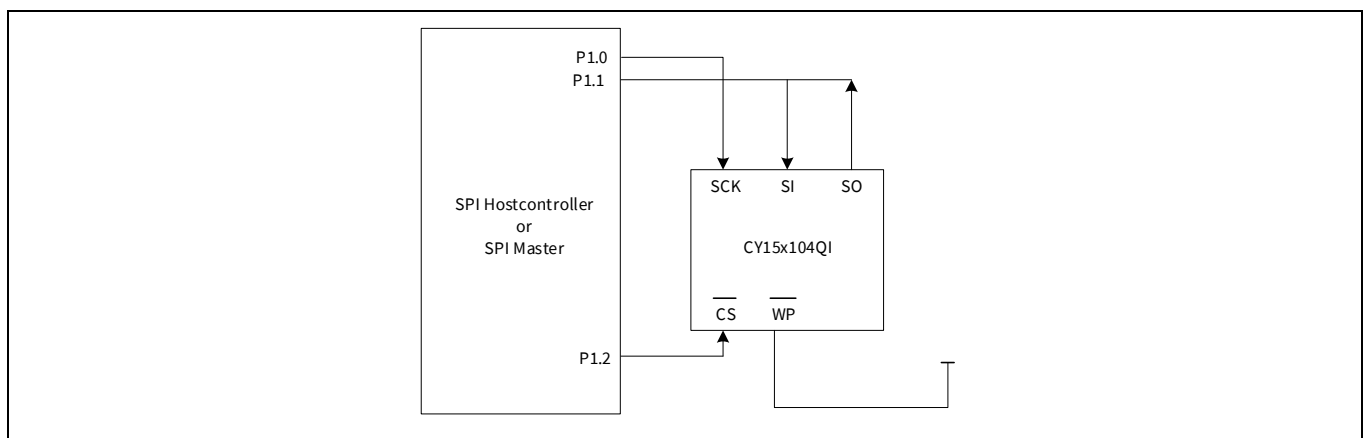 P1.0
P1.1
SCK SI SO
SPI Hostcontroller
or
SPI Master
CY15x104QI
CS WP
P1.2